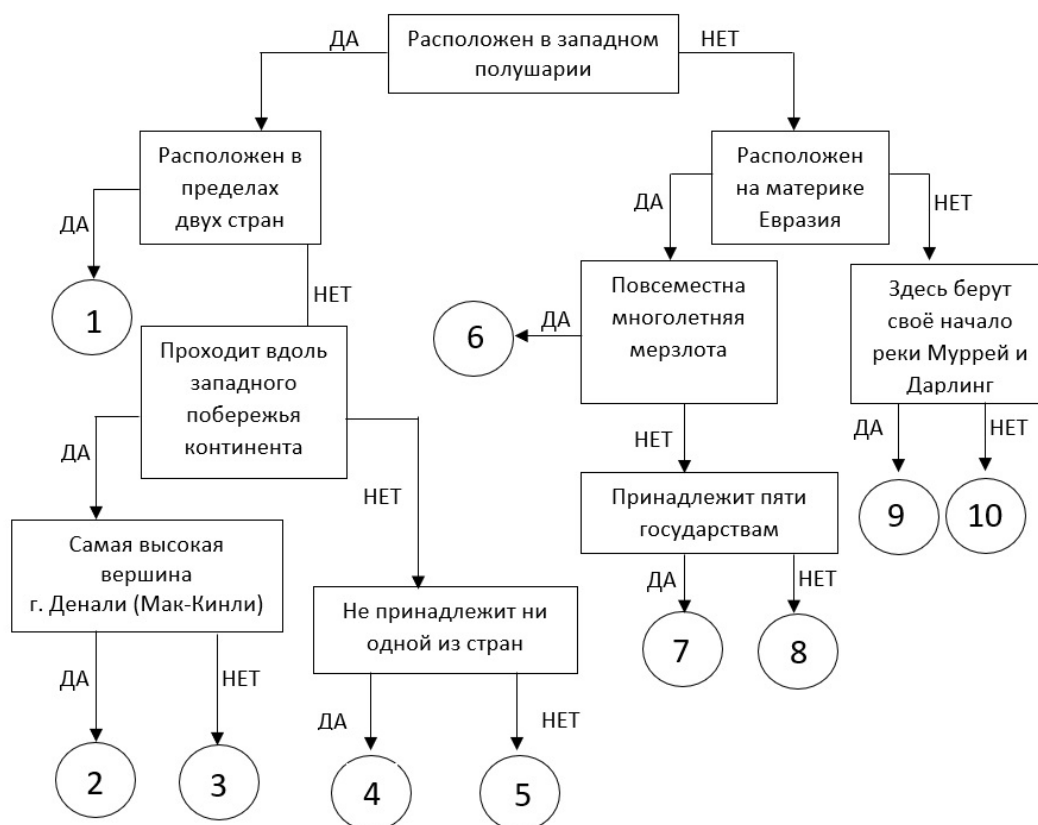 ДА
Расположен в западном
полушарии
НЕТ
Расположен в
пределах
двух стран
Расположен
на материке
Евразия
ДА
ДА
НЕТ
1
НЕТ
6
ДА
Повсеместна
многолетняя
мерзлота
Здесь берут
своё начало
реки Муррей и
Дарлинг
Проходит вдоль
западного
побережья
континента
ДА
НЕТ
НЕТ
ДА
НЕТ
Принадлежит пяти
государствам
9
10
Самая высокая
вершина
г. Денали (Мак-Кинли)
ДА
НЕТ
Не принадлежит ни
одной из стран
7
8
ДА
НЕТ
ДА
НЕТ
2
3
4
5